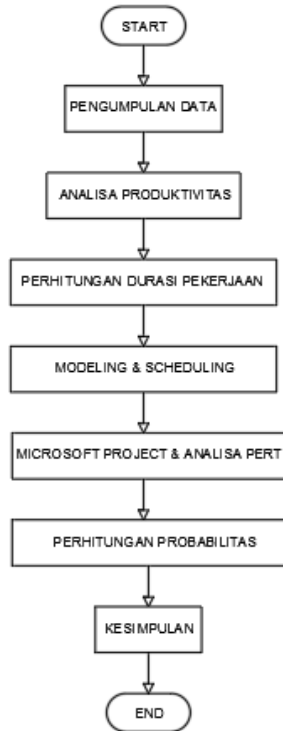 START
PENGUMPULAN DATA
ANALISA PRODUKTIVITAS
PERHITUNGAN DURASI PEKERJAAN
MODELING & SCHEDULING
MICROSOFT PROJECT & ANALISA PERT
PERHITUNGAN PROBABILITAS
KESIMPULAN
END